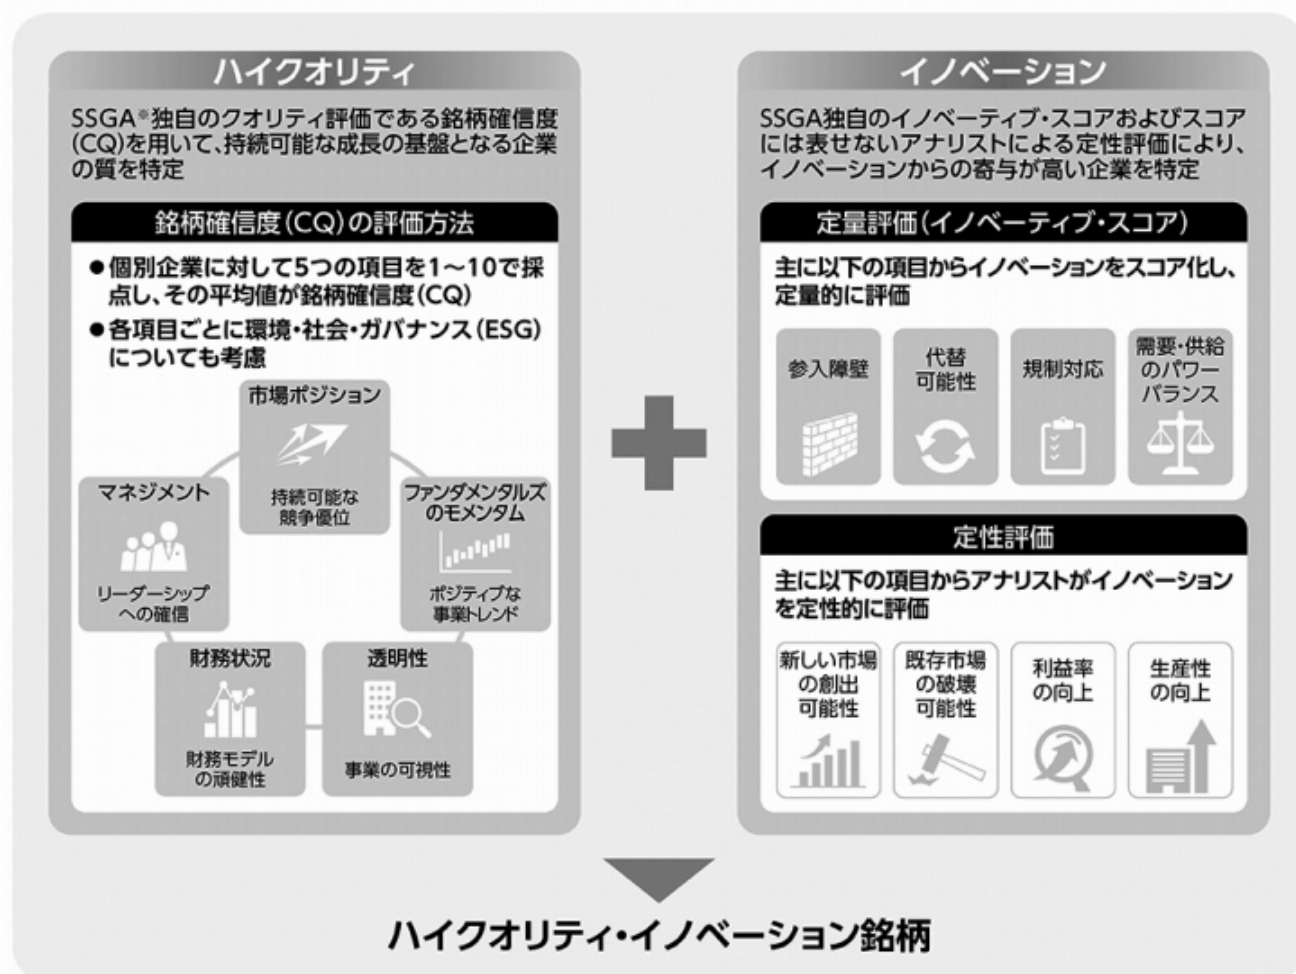 ハイクオリティ
SSGA※独自のクオリティ評価である銘柄確信度
(CQ)を用いて、持続可能な成長の基盤となる企業
の質を特定
銘柄確信度(CQ)の評価方法
●個別企業に対して5つの項目を1〜10で採
点し、その平均値が銘柄確信度(CQ)
●各項目ごとに環境・社会・ガバナンス(ESG)
についても考慮
市場ポジション
持続可能な
競争優位
マネジメント
リーダーシップ
への確信
ファンダメンタルズ
のモメンタム
ポジティブな
事業トレンド
財務状況
財務モデル
の頑健性
透明性
事業の可視性
イノベーション
SSGA独自のイノベーティブ・スコアおよびスコア
には表せないアナリストによる定性評価により、
イノベーションからの寄与が高い企業を特定
定量評価(イノベーティブ・スコア)
主に以下の項目からイノベーションをスコア化し、
定量的に評価
参入障壁
代替
可能性
規制対応
需要・供給
のパワー
バランス
定性評価
主に以下の項目からアナリストがイノベーション
を定性的に評価
新しい市場
の創出
可能性
既存市場
の破壊
可能性
利益率
の向上
生産性
の向上
ハイクオリティ・イノベーション銘柄